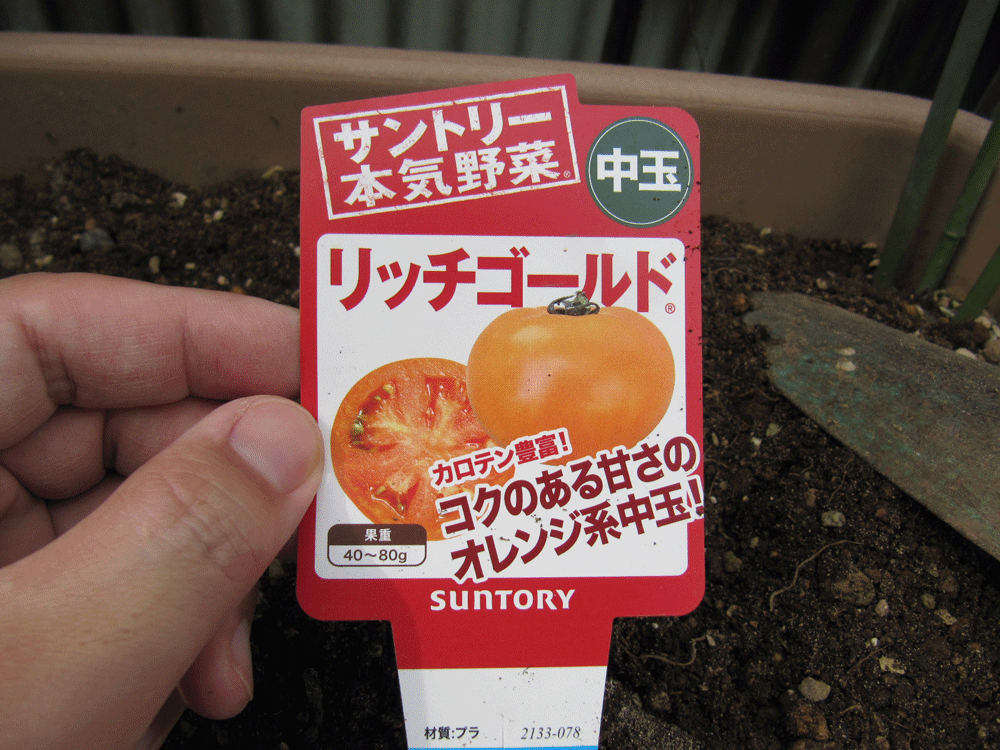 サントリー
本気野菜®
中玉
リッチゴールド®
カロテン豊富!
コクのある甘さの
オレンジ系中玉!
果重
40〜80g
SUNTORY
材質:プラ 2133-078